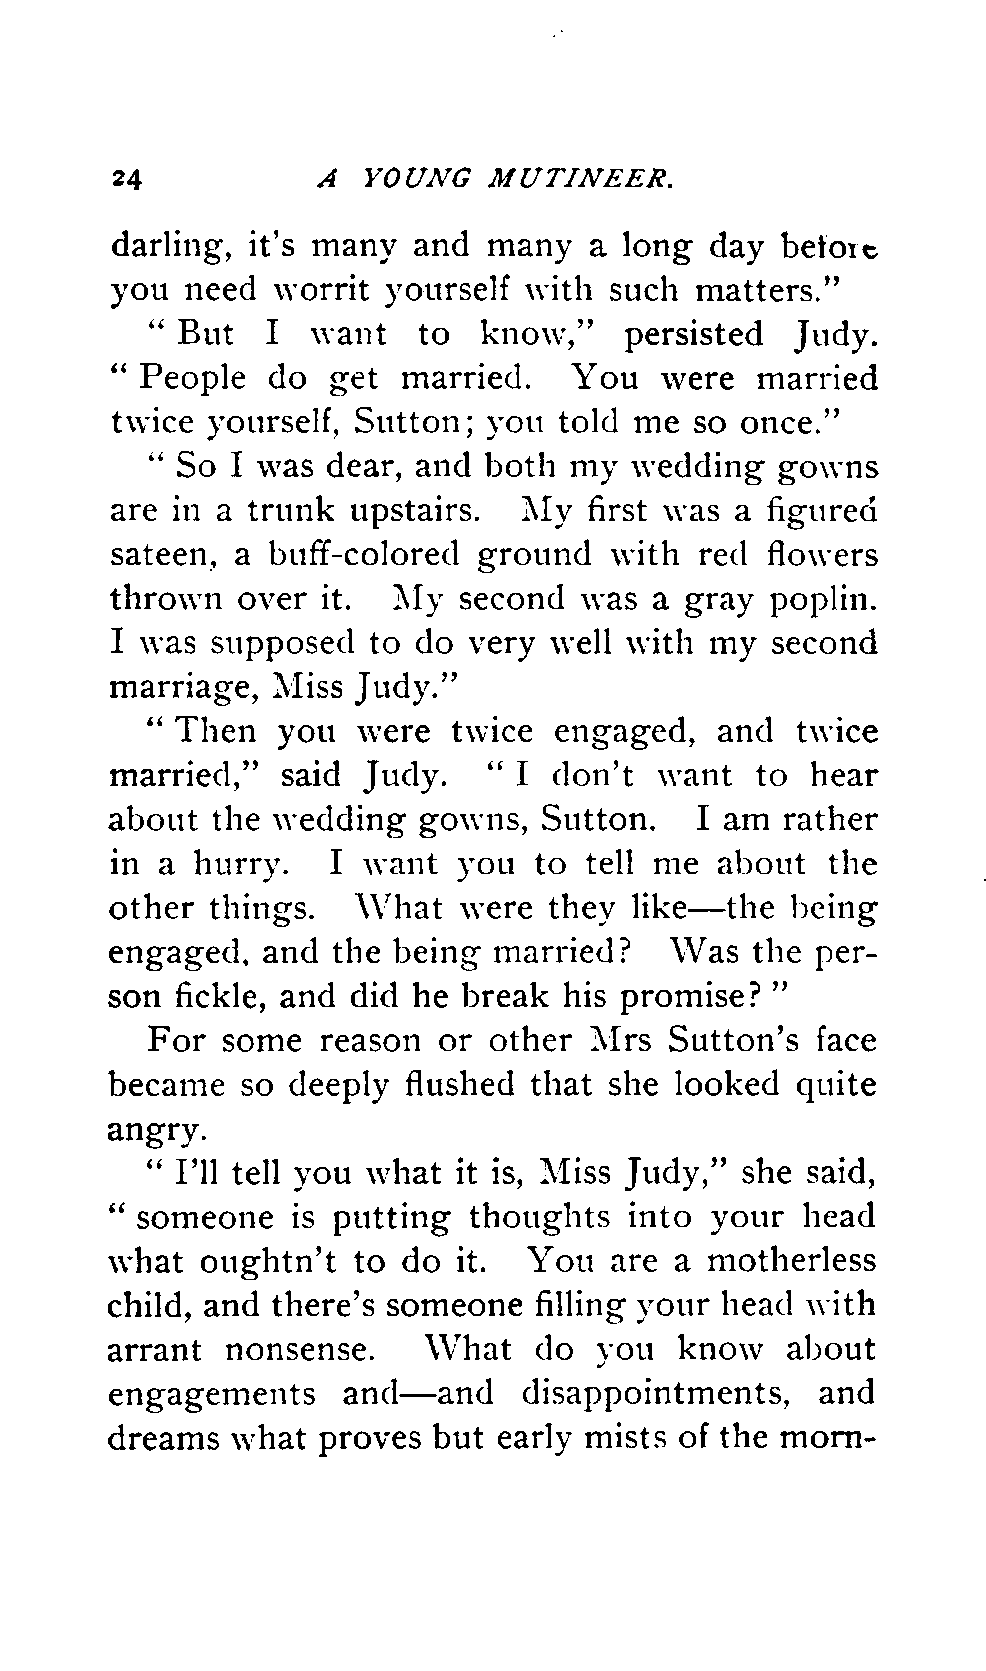 24 A YOUNG MUTINEER.
darling, it's many and many a long day before
you need worrit yourself with such matters."
" But I want to know," persisted Judy.
" People do get married. You were married
twice yourself, Sutton; you told me so once."
" So I was dear, and both my wedding gowns
are in a trunk upstairs. My first was a figured
sateen, a buff-colored ground with red flowers
thrown over it. My second was a gray poplin.
I was supposed to do very well with my second
marriage, Miss Judy."
" Then you were twice engaged, and twice
married," said Judy. " I don't want to hear
about the wedding gowns, Sutton. I am rather
in a hurry. I want you to tell me about the
other things. What were they like—the being
engaged, and the being married? Was the per-
son fickle, and did he break his promise? "
For some reason or other Mrs Sutton's face
became so deeply flushed that she looked quite
angry.
" I'll tell you what it is, Miss Judy," she said,
" someone is putting thoughts into your head
what oughtn't to do it. You are a motherless
child, and there's someone filling your head with
arrant nonsense. What do you know about
engagements and—and disappointments, and
dreams what proves but early mists of the morn-